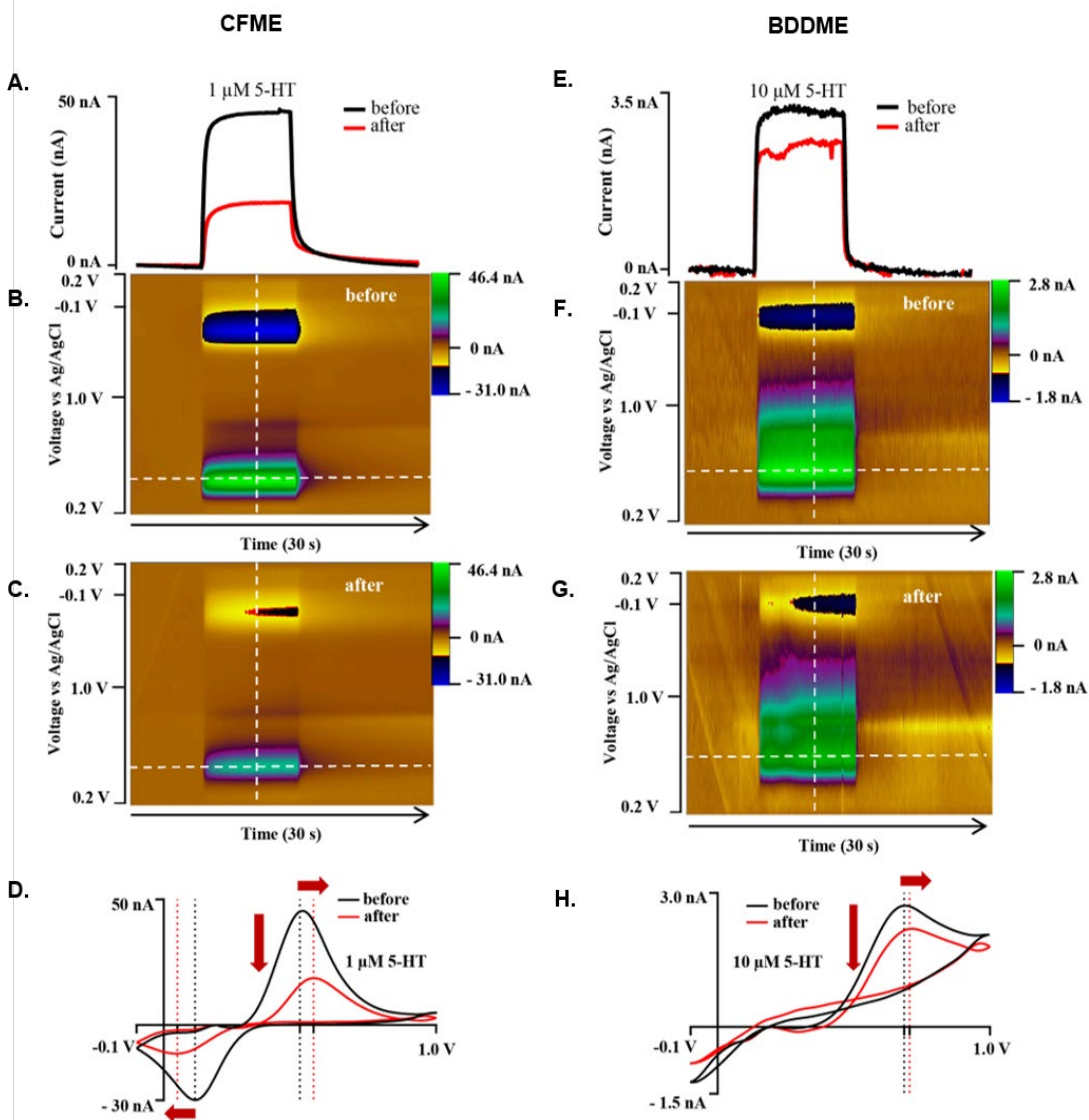 CFME
BDDME
A.
50 nA
1 µM 5-HT
before
after
Current (nA)
0 nA
E.
3.5 nA
10 µM 5-HT
before
after
Current (nA)
0 nA
B.
0.2 V
-0.1 V
1.0 V
0.2 V
Voltage vs Ag/AgCl
before
46.4 nA
0 nA
- 31.0 nA
Time (30 s)
F.
0.2 V
-0.1 V
1.0 V
0.2 V
Voltage vs Ag/AgCl
before
2.8 nA
0 nA
- 1.8 nA
Time (30 s)
C.
0.2 V
-0.1 V
1.0 V
0.2 V
Voltage vs Ag/AgCl
after
46.4 nA
0 nA
- 31.0 nA
Time (30 s)
G.
0.2 V
-0.1 V
1.0 V
0.2 V
Voltage vs Ag/AgCl
after
2.8 nA
0 nA
- 1.8 nA
Time (30 s)
D.
50 nA
before
after
1 µM 5-HT
-0.1 V
1.0 V
- 30 nA
H.
3.0 nA
before
after
10 µM 5-HT
-0.1 V
1.0 V
- 1.5 nA